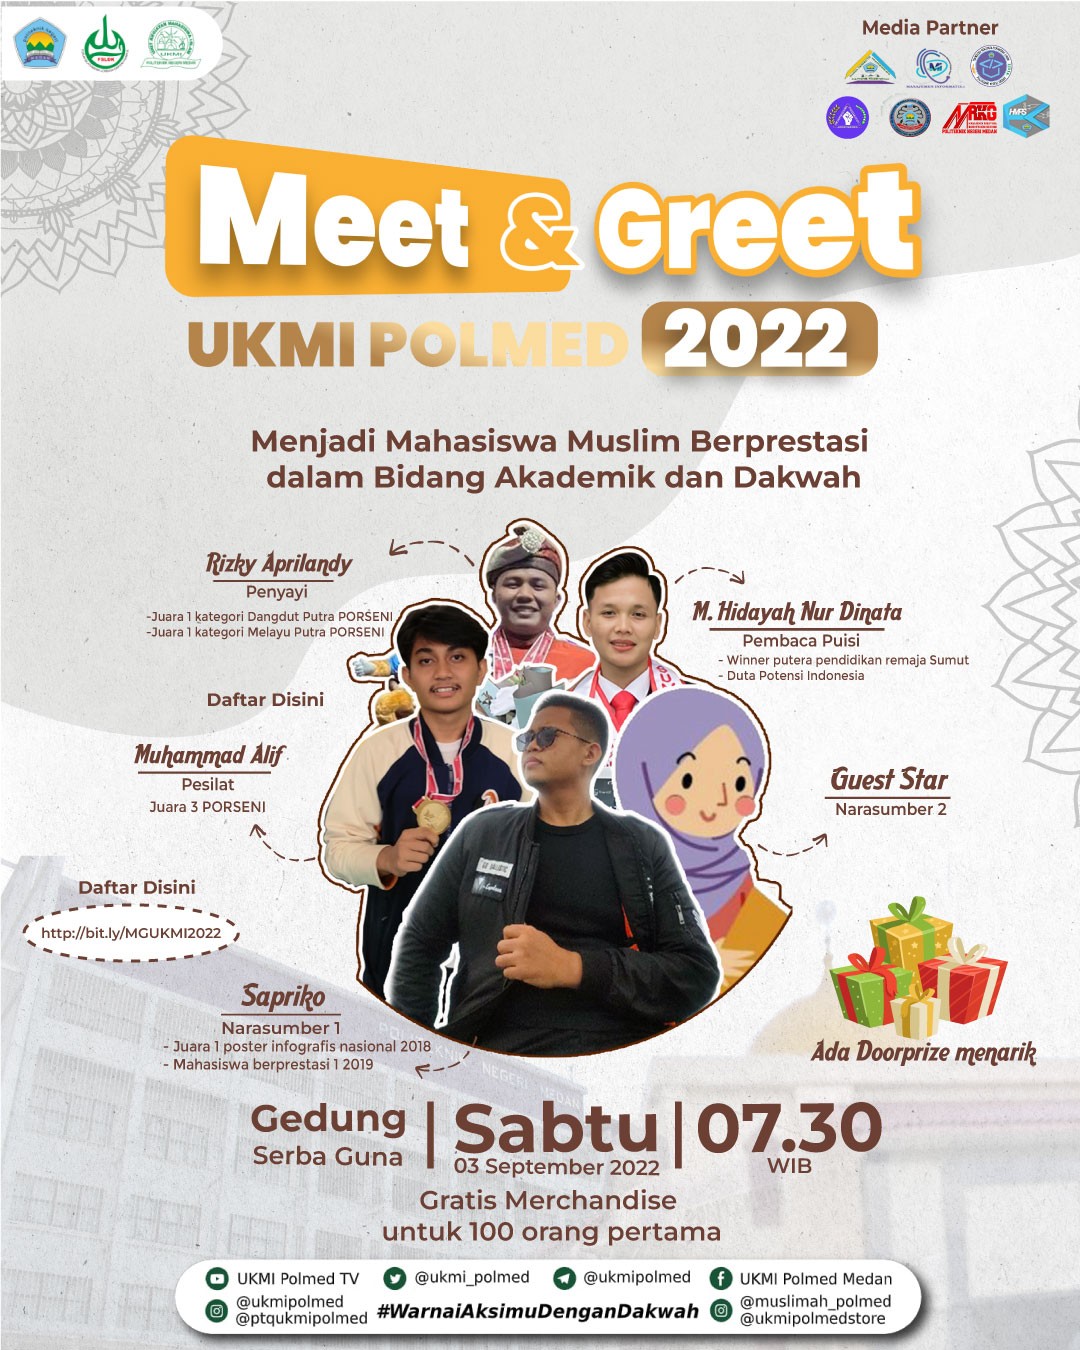 Media Partner
Meet & Greet
UKMI POLMED 2022
Menjadi Mahasiswa Muslim Berprestasi
dalam Bidang Akademik dan Dakwah
Rizky Aprilandy
Penyayi
-Juara 1 kategori Dangdut Putra PORSENI
-Juara 1 kategori Melayu Putra PORSENI
M. Hidayah Nur Dinata
Pembaca Puisi
- Winner putera pendidikan remaja Sumut
- Duta Potensi Indonesia
Daftar Disini
Muhammad Alif
Pesilat
Juara 3 PORSENI
Guest Star
Narasumber 2
Daftar Disini
http://bit.ly/MGUKMI2022
Sapriko
Narasumber 1
- Juara 1 poster infografis nasional 2018
- Mahasiswa berprestasi 1 2019
Ada Doorprize menarik
Gedung
Serba Guna
Sabtu
03 September 2022
07.30
WIB
Gratis Merchandise
untuk 100 orang pertama
UKMI Polmed TV
@ukmi_polmed
@ukmipolmed
UKMI Polmed Medan
@ukmipolmed
@ptqukmipolmed
#WarnaiAksimuDenganDakwah
@muslimah_polmed
@ukmipolmedstore